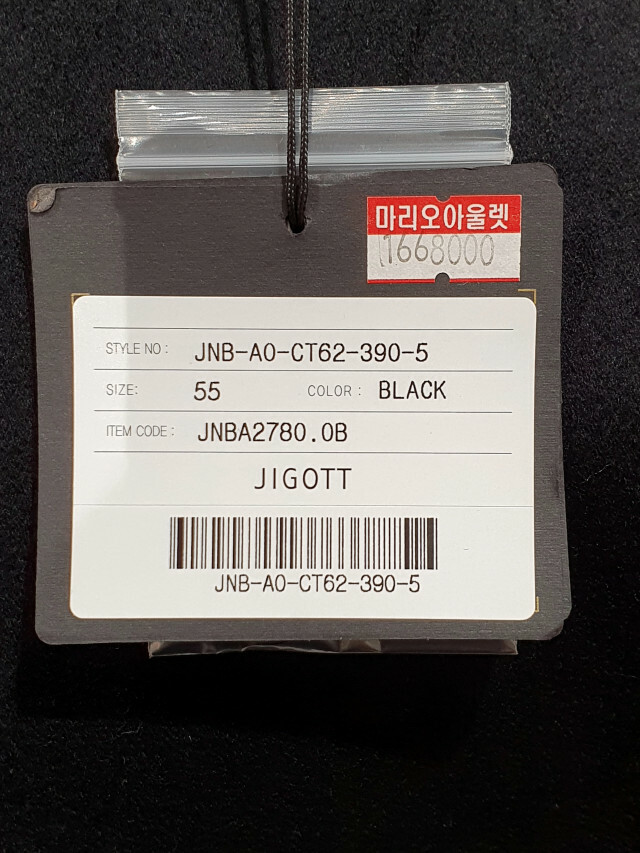 마리오아울렛
1668000
STYLE NO : JNB-A0-CT62-390-5
SIZE: 55 COLOR : BLACK
ITEM CODE : JNBA2780.0B
JIGOTT
JNB-A0-CT62-390-5